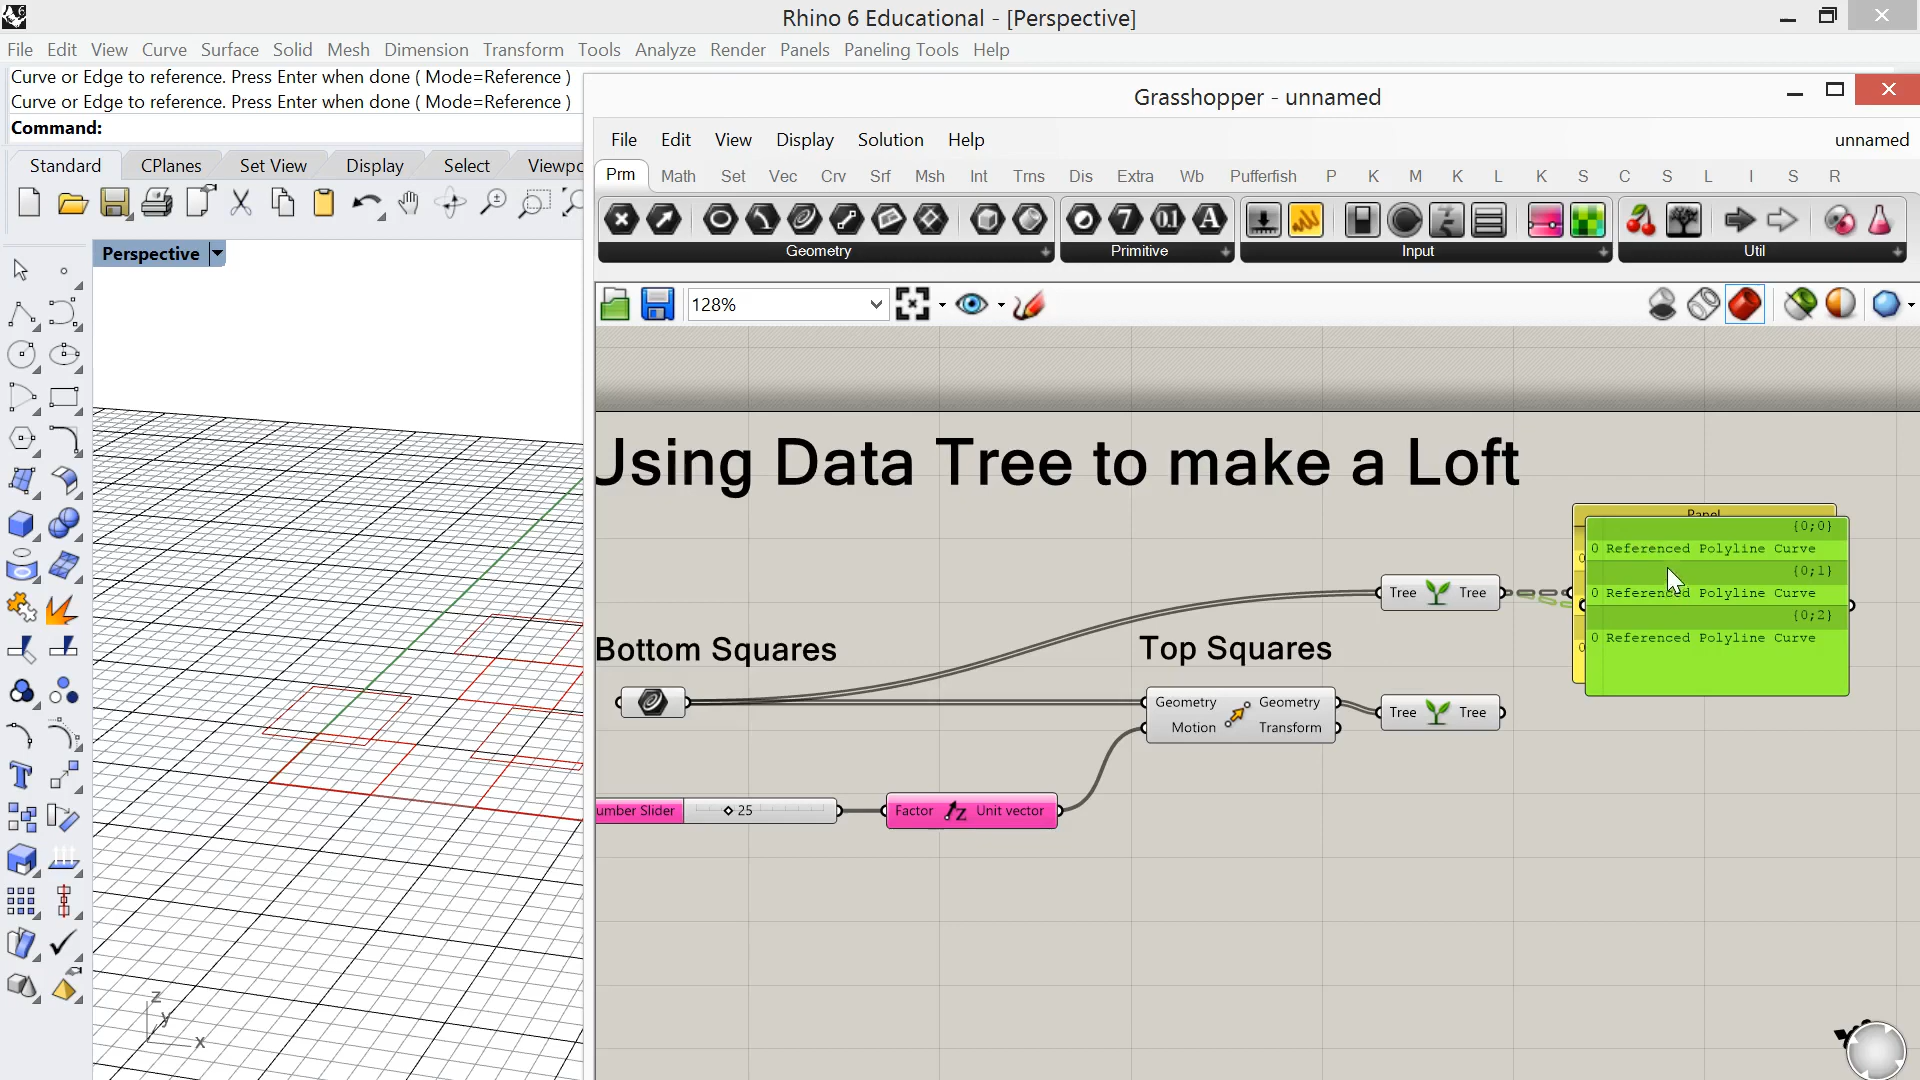 Rhino 6 Educational - [Perspective]
File Edit View Curve Surface Solid Mesh Dimension Transform Tools Analyze Render Panels Paneling Tools Help
Curve or Edge to reference. Press Enter when done ( Mode=Reference )
Curve or Edge to reference. Press Enter when done ( Mode=Reference )
Command:
Standard CPlanes Set View Display Select Viewpo
Perspective
z
y
x
Grasshopper - unnamed
File Edit View Display Solution Help
unnamed
Prm Math Set Vec Crv Srf Msh Int Trns Dis Extra Wb Pufferfish P K M K L K S C S L I S R
Geometry Primitive Input Util
128%
Using Data Tree to make a Loft
Panel
{0;0}
0 Referenced Polyline Curve
{0;1}
0 Referenced Polyline Curve
{0;2}
0 Referenced Polyline Curve
Tree Tree
Bottom Squares
Top Squares
Geometry Geometry
Motion Transform
Tree Tree
umber Slider 25
Factor Z Unit vector